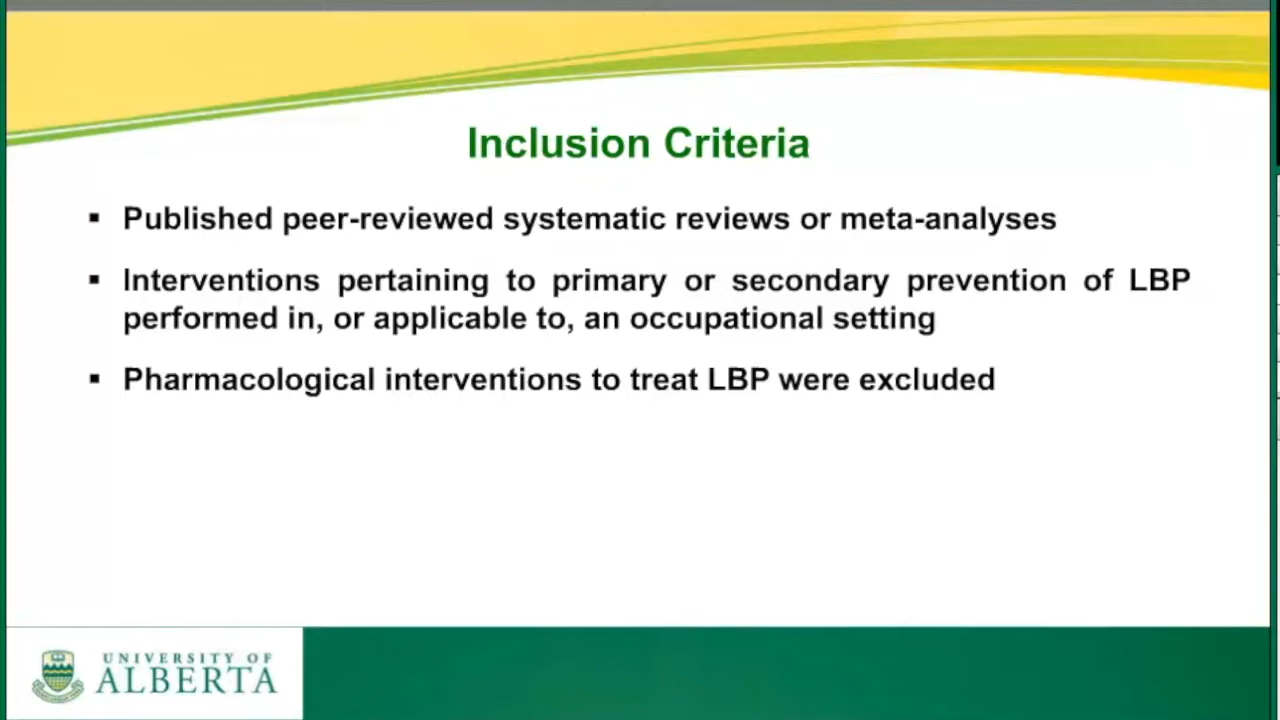 Inclusion Criteria
▪ Published peer-reviewed systematic reviews or meta-analyses
▪ Interventions pertaining to primary or secondary prevention of LBP
performed in, or applicable to, an occupational setting
▪ Pharmacological interventions to treat LBP were excluded
UNIVERSITY OF
ALBERTA